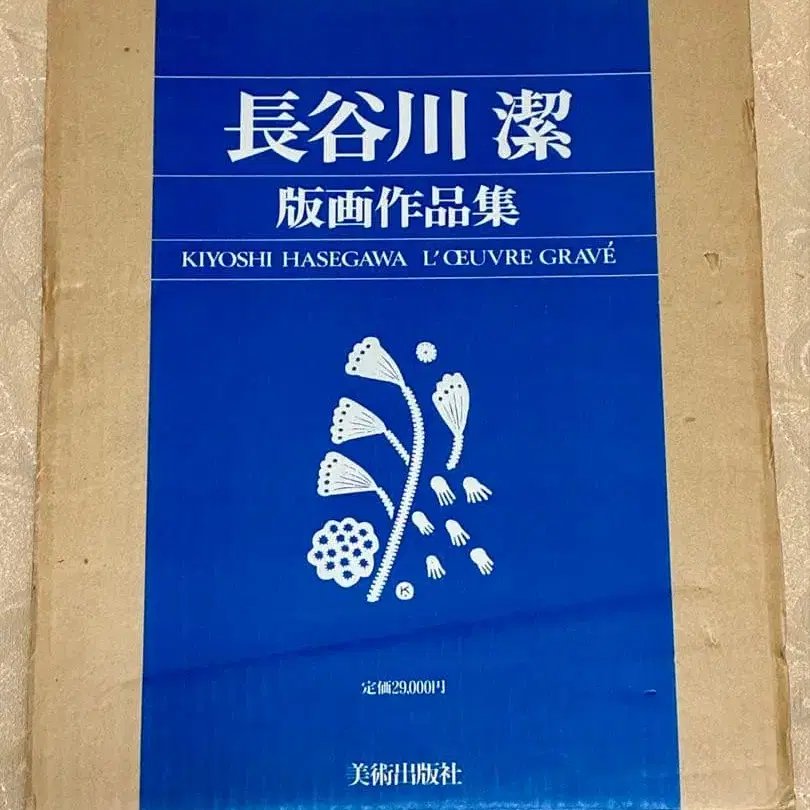 長谷川 潔
版画作品集
KIYOSHI HASEGAWA L'ŒUVRE GRAVÉ
K
定価29,000円
美術出版社